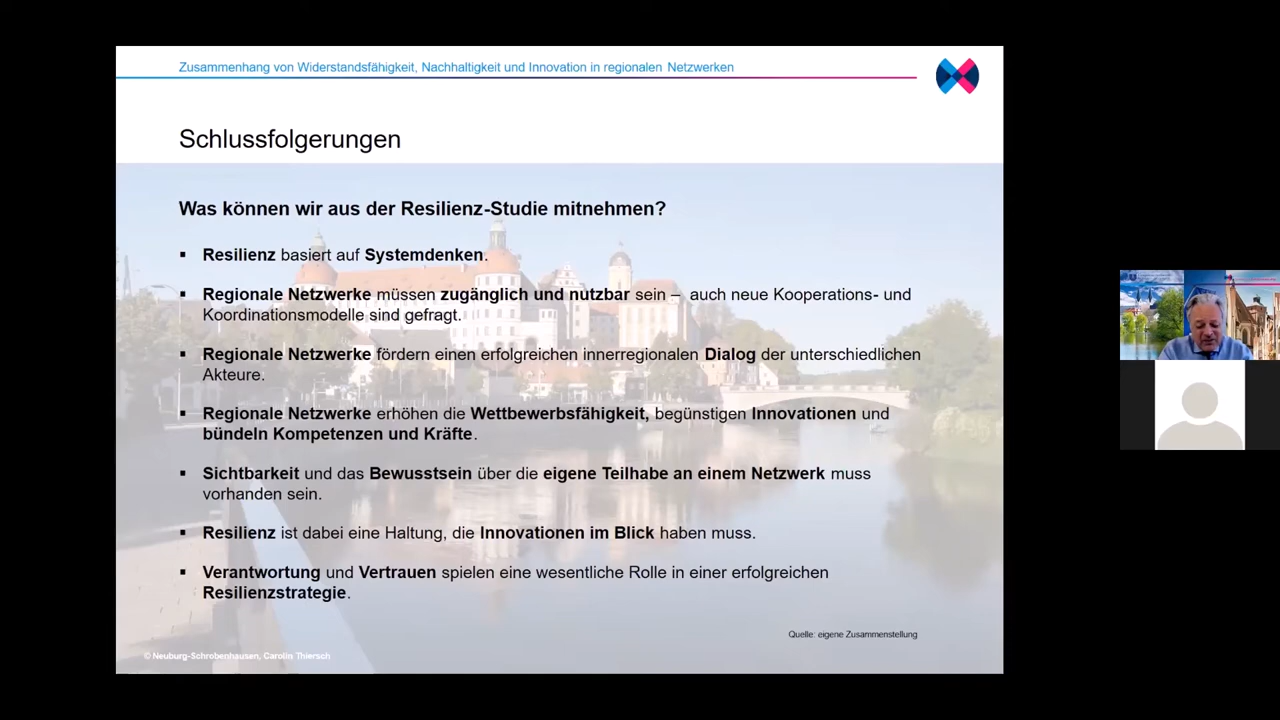 Zusammenhang von Widerstandsfähigkeit, Nachhaltigkeit und Innovation in regionalen Netzwerken
Schlussfolgerungen
Was können wir aus der Resilienz-Studie mitnehmen?
▪ Resilienz basiert auf Systemdenken.
▪ Regionale Netzwerke müssen zugänglich und nutzbar sein – auch neue Kooperations- und
Koordinationsmodelle sind gefragt.
▪ Regionale Netzwerke fördern einen erfolgreichen innerregionalen Dialog der unterschiedlichen
Akteure.
▪ Regionale Netzwerke erhöhen die Wettbewerbsfähigkeit, begünstigen Innovationen und
bündeln Kompetenzen und Kräfte.
▪ Sichtbarkeit und das Bewusstsein über die eigene Teilhabe an einem Netzwerk muss
vorhanden sein.
▪ Resilienz ist dabei eine Haltung, die Innovationen im Blick haben muss.
▪ Verantwortung und Vertrauen spielen eine wesentliche Rolle in einer erfolgreichen
Resilienzstrategie.
Quelle: eigene Zusammenstellung
© Neuburg-Schrobenhausen, Carolin Thiersch